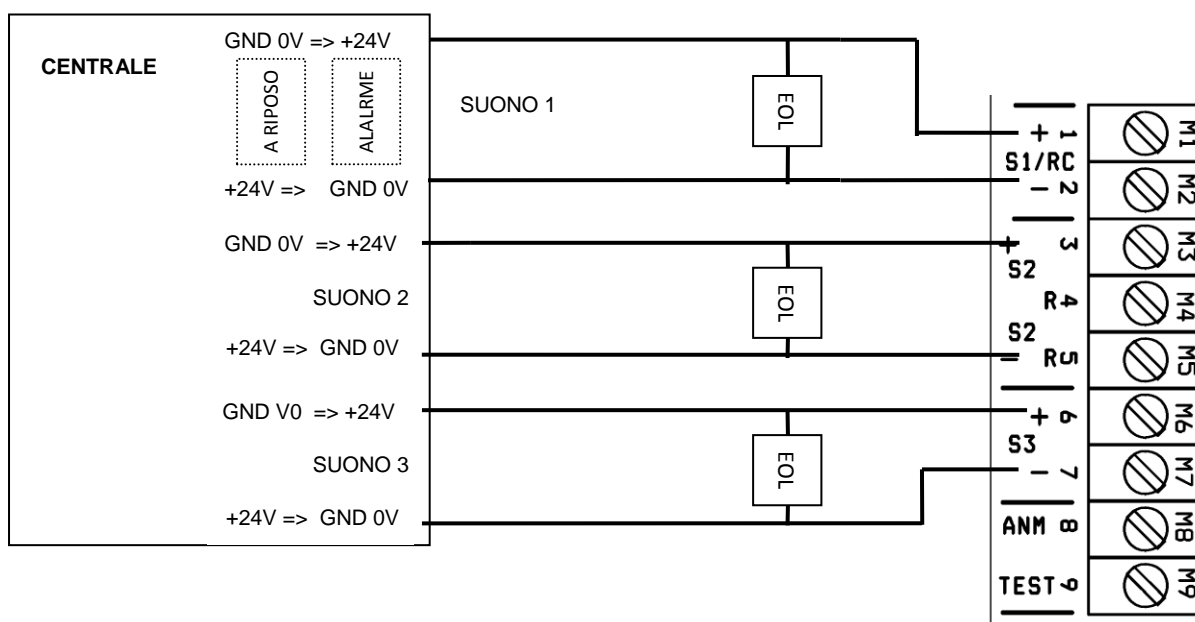 CENTRALE
GND 0V => +24V
A RIPOSO
ALALRME
+24V => GND 0V
SUONO 1
EOL
GND 0V => +24V
SUONO 2
+24V => GND 0V
EOL
GND V0 => +24V
SUONO 3
+24V => GND 0V
EOL
+ 1 M1
S1/RC
- 2 M2
+ 3 M3
S2
R 4 M4
S2
- R 5 M5
+ 6 M6
S3
- 7 M7
ANM 8 M8
TEST 9 M9